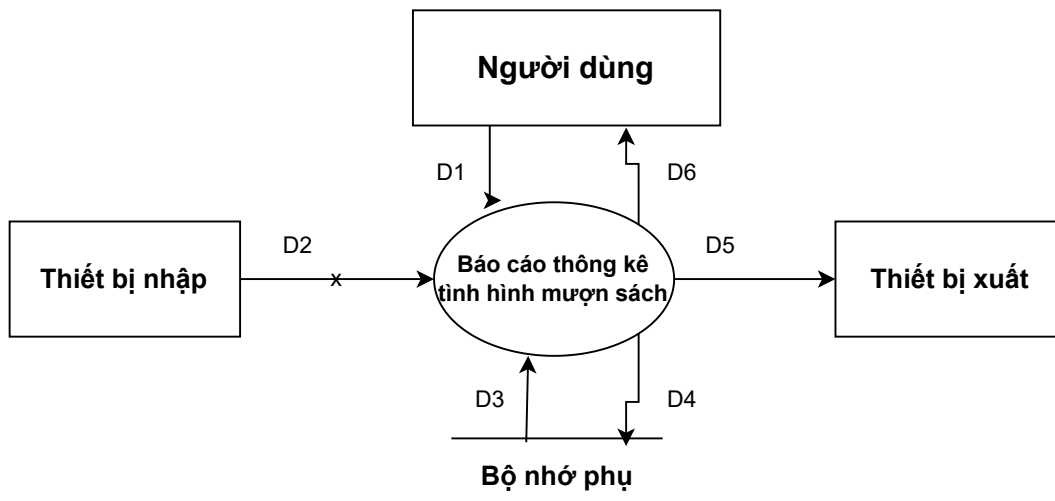 Người dùng
D1
D6
Thiết bị nhập
D2
x
Báo cáo thông kê
tình hình mượn sách
D5
Thiết bị xuất
D3
D4
Bộ nhớ phụ